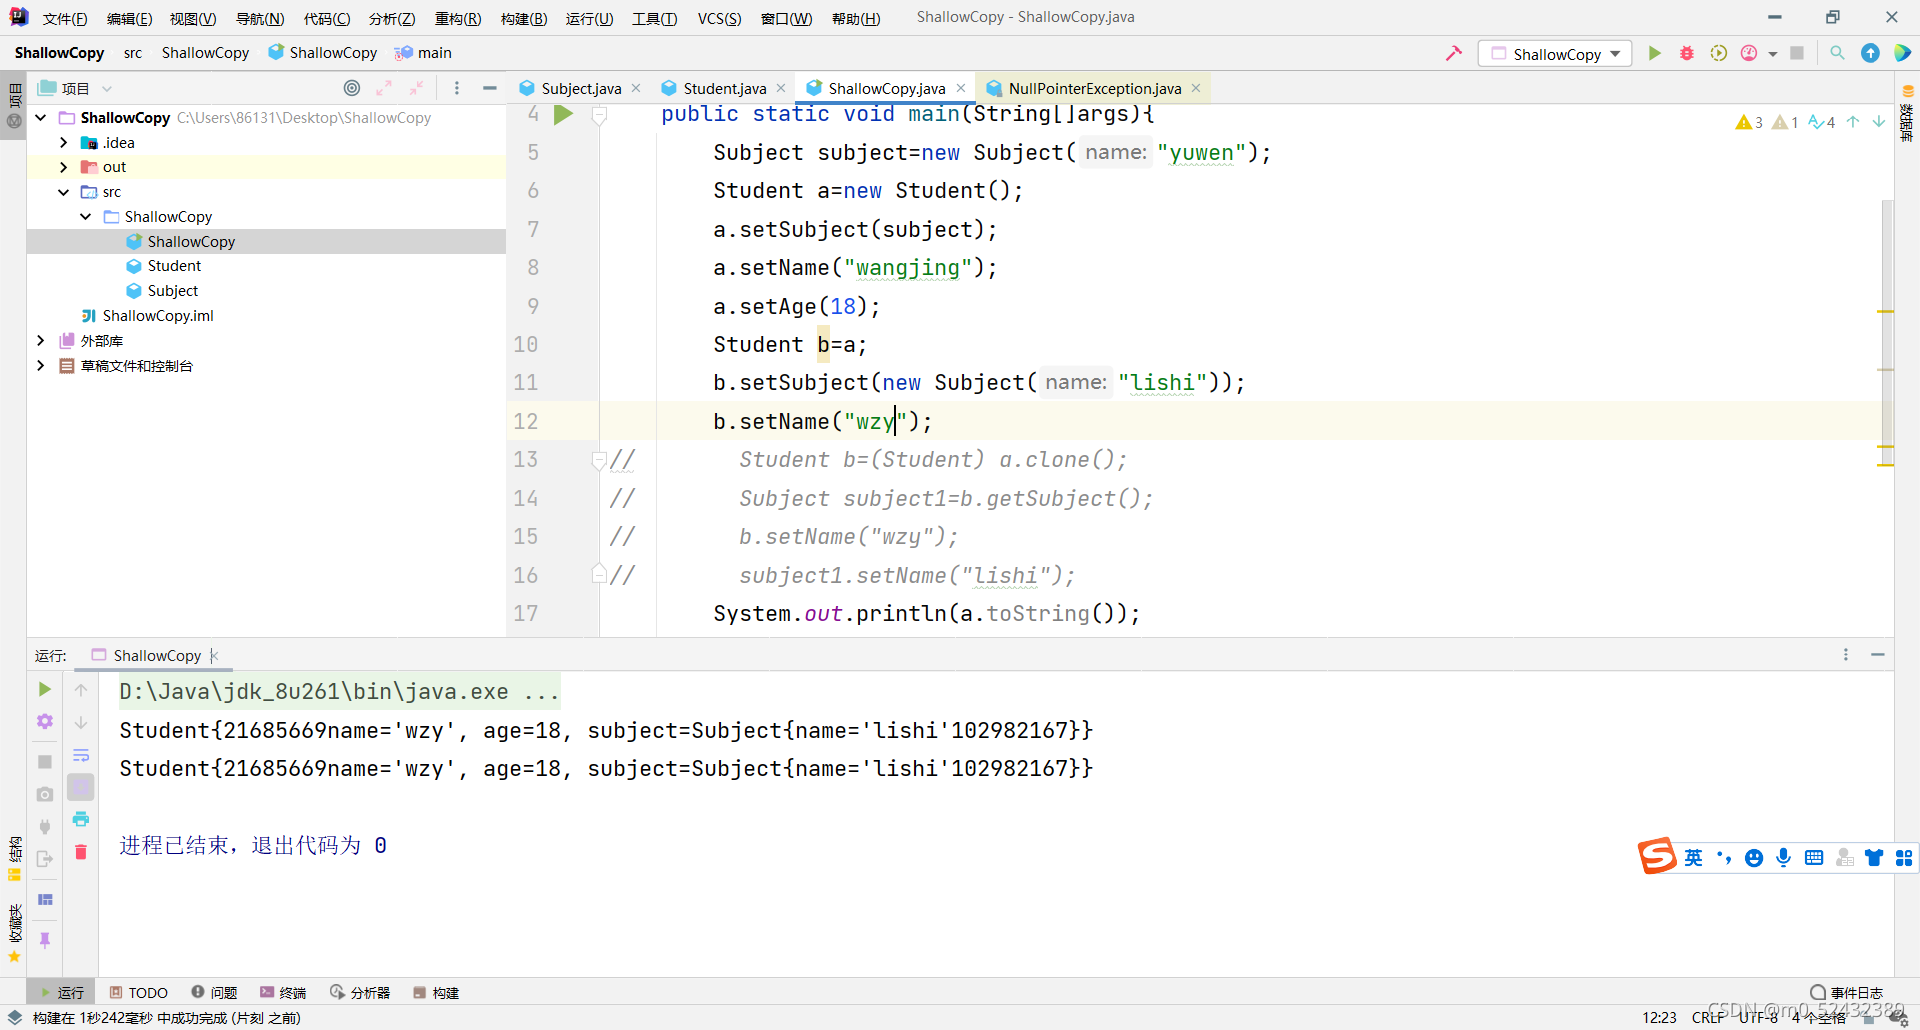 文件(F) 编辑(E) 视图(V) 导航(N) 代码(C) 分析(Z) 重构(R) 构建(B) 运行(U) 工具(T) VCS(S) 窗口(W) 帮助(H) ShallowCopy - ShallowCopy.java
ShallowCopy src ShallowCopy ShallowCopy main ShallowCopy
项目 Subject.java Student.java ShallowCopy.java NullPointerException.java
项目
数据库
ShallowCopy C:\Users\86131\Desktop\ShallowCopy
.idea
out
src
ShallowCopy
ShallowCopy
Student
Subject
ShallowCopy.iml
外部库
草稿文件和控制台
3 1 4
4 public static void main(String[]args){
5 Subject subject=new Subject( name: "yuwen");
6 Student a=new Student();
7 a.setSubject(subject);
8 a.setName("wangjing");
9 a.setAge(18);
10 Student b=a;
11 b.setSubject(new Subject( name: "lishi"));
12 b.setName("wzy");
13 // Student b=(Student) a.clone();
14 // Subject subject1=b.getSubject();
15 // b.setName("wzy");
16 // subject1.setName("lishi");
17 System.out.println(a.toString());
运行: ShallowCopy
D:\Java\jdk_8u261\bin\java.exe ...
Student{21685669name='wzy', age=18, subject=Subject{name='lishi'102982167}}
Student{21685669name='wzy', age=18, subject=Subject{name='lishi'102982167}}
进程已结束，退出代码为 0
结构
收藏夹
英
运行 TODO 问题 终端 分析器 构建 事件日志
构建在 1秒242毫秒 中成功完成 (片刻 之前) 12:23 CRLF UTF-8 4 个空格
CSDN @m0_52432380